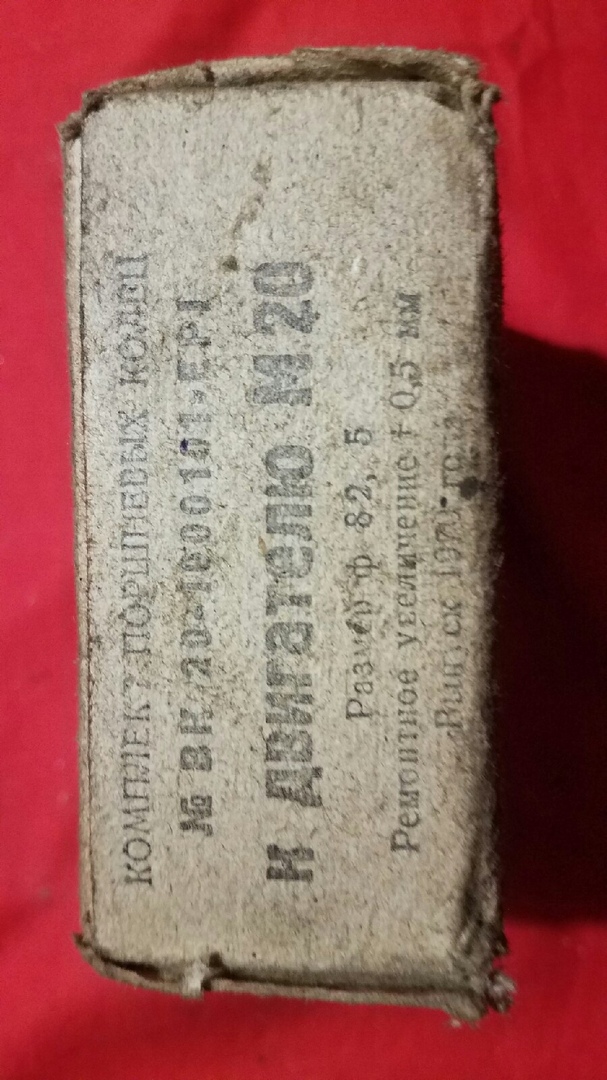 КОМПЛЕКТ ПОРШНЕВЫХ КОЛЕЦ
№ ВК 20-1000101-ЕР1
К ДВИГАТЕЛЮ М 20
Размер ф 82, 5
Ремонтное увеличение + 0,5 мм
Выпуск 1970 года